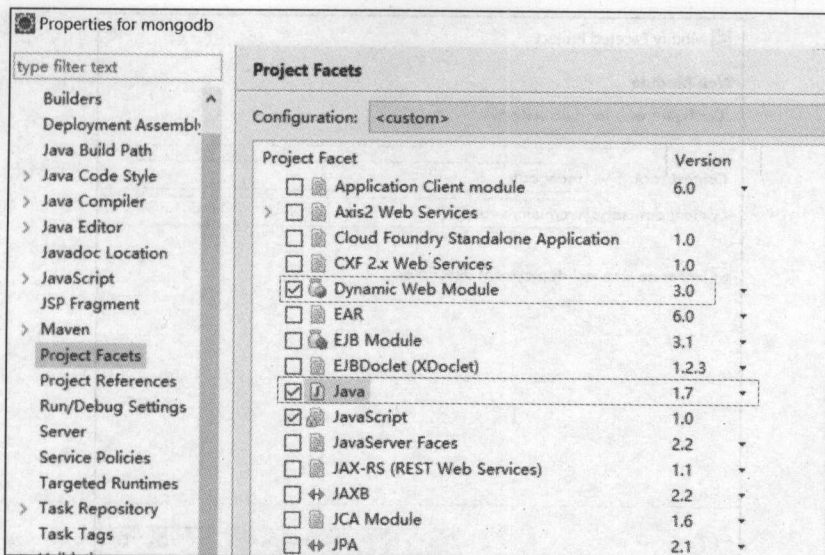 Properties for mongodb
type filter text
Builders
Deployment Assembly
Java Build Path
Java Code Style
Java Compiler
Java Editor
Javadoc Location
JavaScript
JSP Fragment
Maven
Project Facets
Project References
Run/Debug Settings
Server
Service Policies
Targeted Runtimes
Task Repository
Task Tags
Project Facets
Configuration: <custom>
Project Facet Version
Application Client module 6.0
Axis2 Web Services
Cloud Foundry Standalone Application 1.0
CXF 2.x Web Services 1.0
Dynamic Web Module 3.0
EAR 6.0
EJB Module 3.1
EJBDoclet (XDoclet) 1.2.3
Java 1.7
JavaScript 1.0
JavaServer Faces 2.2
JAX-RS (REST Web Services) 1.1
JAXB 2.2
JCA Module 1.6
JPA 2.1